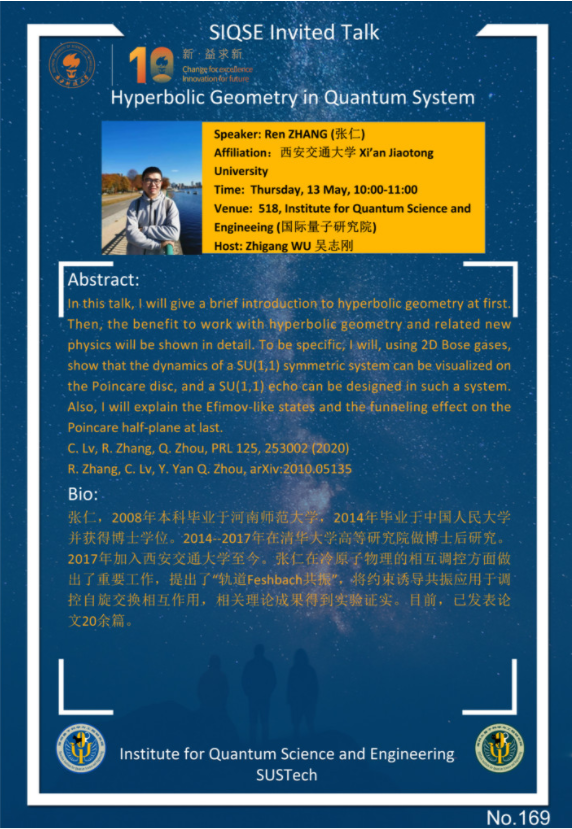 SIQSE Invited Talk
10
新·益求新
Change for excellence
Innovation for future
Hyperbolic Geometry in Quantum System
Speaker: Ren ZHANG (张仁)
Affiliation: 西安交通大学 Xi'an Jiaotong
University
Time: Thursday, 13 May, 10:00-11:00
Venue: 518, Institute for Quantum Science and
Engineeing (国际量子研究院)
Host: Zhigang WU 吴志刚
Abstract:
In this talk, I will give a brief introduction to hyperbolic geometry at first.
Then, the benefit to work with hyperbolic geometry and related new
physics will be shown in detail. To be specific, I will, using 2D Bose gases,
show that the dynamics of a SU(1,1) symmetric system can be visualized on
the Poincare disc, and a SU(1,1) echo can be designed in such a system.
Also, I will explain the Efimov-like states and the funneling effect on the
Poincare half-plane at last.
C. Lv, R. Zhang, Q. Zhou, PRL 125, 253002 (2020)
R. Zhang, C. Lv, Y. Yan Q. Zhou, arXiv:2010.05135
Bio:
张仁，2008年本科毕业于河南师范大学，2014年毕业于中国人民大学
并获得博士学位。2014--2017年在清华大学高等研究院做博士后研究。
2017年加入西安交通大学至今。张仁在冷原子物理的相互调控方面做
出了重要工作，提出了“轨道Feshbach共振”，将约束诱导共振应用于调
控自旋交换相互作用，相关理论成果得到实验证实。目前，已发表论
文20余篇。
Institute for Quantum Science and Engineering
SUSTech
No.169